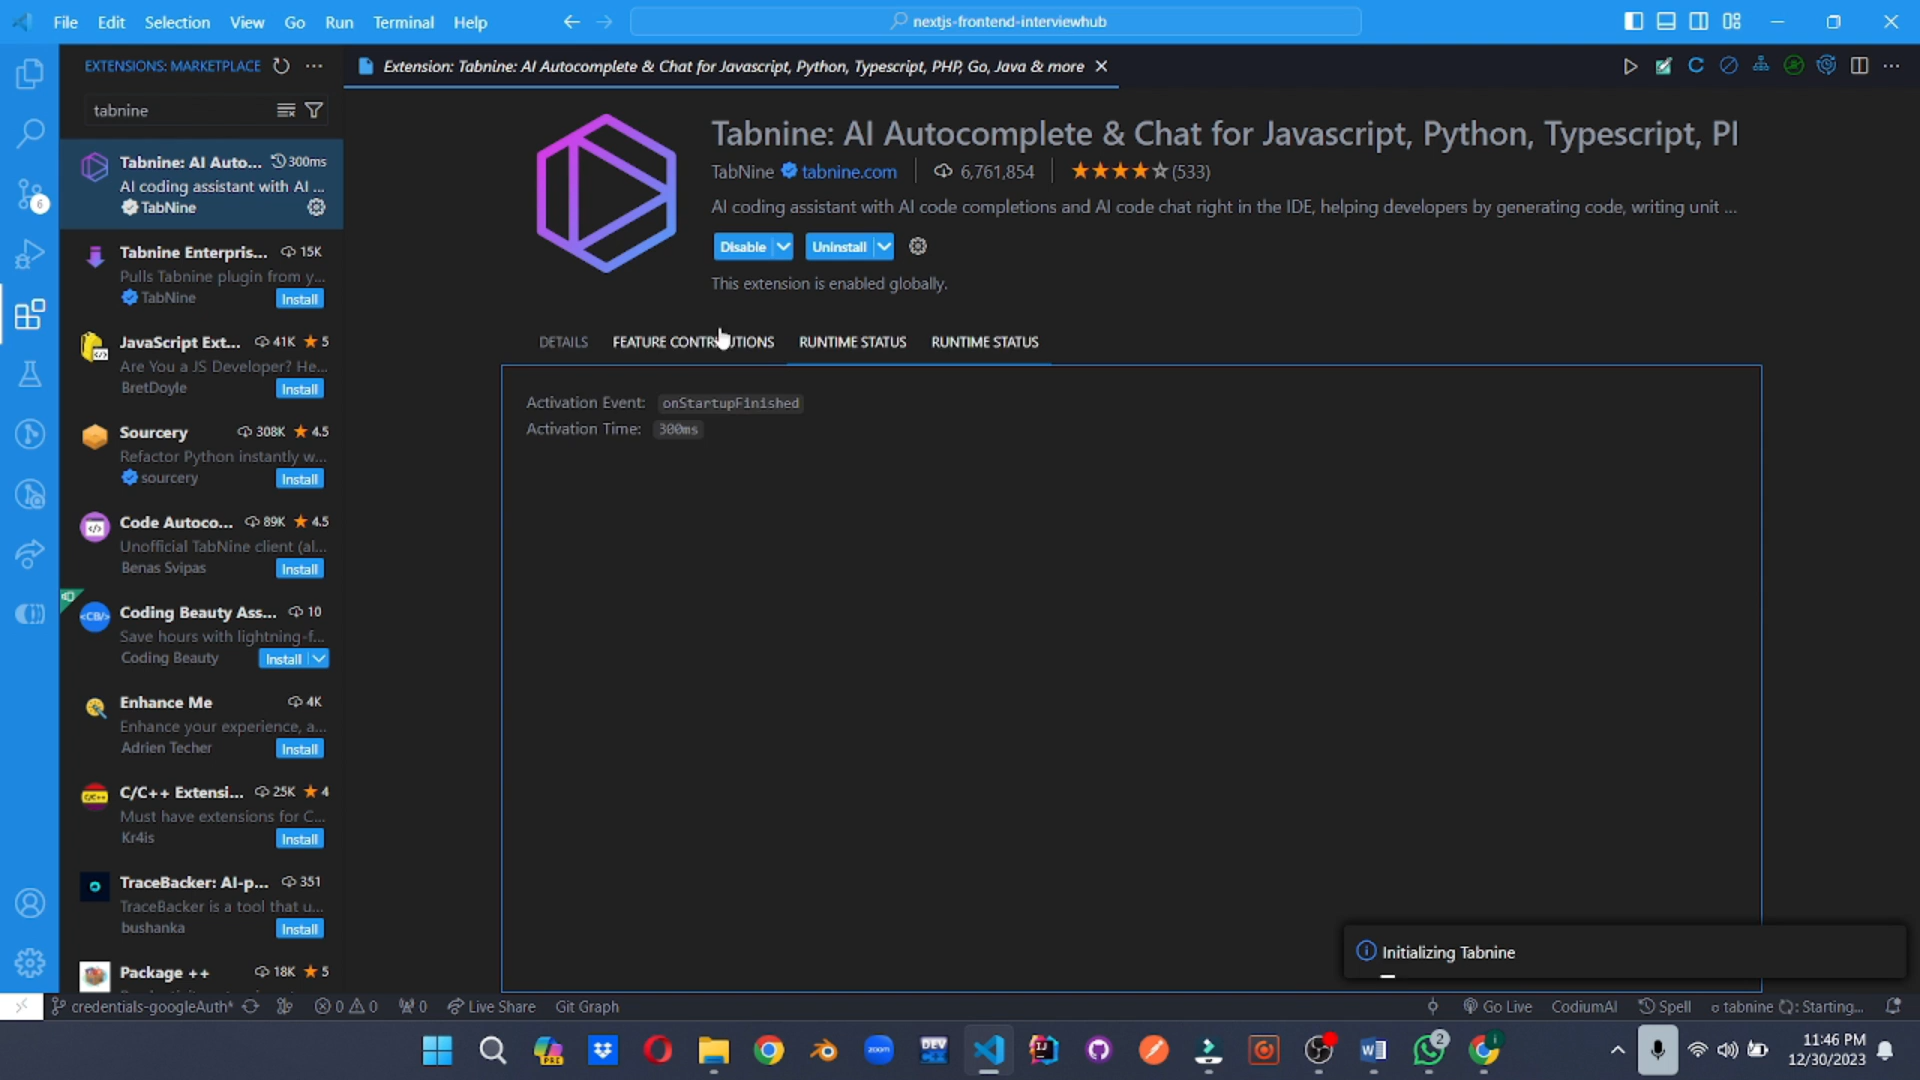 File Edit Selection View Go Run Terminal Help
nextjs-frontend-interviewhub
EXTENSIONS: MARKETPLACE
tabnine
Tabnine: AI Auto... 300ms
AI coding assistant with AI ...
TabNine
Tabnine Enterpris... 15K
Pulls Tabnine plugin from y...
TabNine Install
JavaScript Ext... 41K ★ 5
Are You a JS Developer? He...
BretDoyle Install
Sourcery 308K ★ 4.5
Refactor Python instantly w...
sourcery Install
Code Autoco... 89K ★ 4.5
Unofficial TabNine client (al...
Benas Svipas Install
Coding Beauty Ass... 10
Save hours with lightning-f...
Coding Beauty Install
Enhance Me 4K
Enhance your experience, a...
Adrien Techer Install
C/C++ Extensi... 25K ★ 4
Must have extensions for C...
Kr4is Install
TraceBacker: AI-p... 351
TraceBacker is a tool that u...
bushanka Install
Package ++ 18K ★ 5
Extension: Tabnine: AI Autocomplete & Chat for Javascript, Python, Typescript, PHP, Go, Java & more
Tabnine: AI Autocomplete & Chat for Javascript, Python, Typescript, PI
TabNine tabnine.com 6,761,854 ★★★★☆(533)
AI coding assistant with AI code completions and AI code chat right in the IDE, helping developers by generating code, writing unit ...
Disable Uninstall
This extension is enabled globally.
DETAILS FEATURE CONTRIBUTIONS RUNTIME STATUS RUNTIME STATUS
Activation Event: onStartupFinished
Activation Time: 300ms
Initializing Tabnine
6
credentials-googleAuth* 0 0 0 Live Share Git Graph Go Live CodiumAI Spell tabnine : Starting...
PRE zoom DEV 2
11:46 PM
12/30/2023